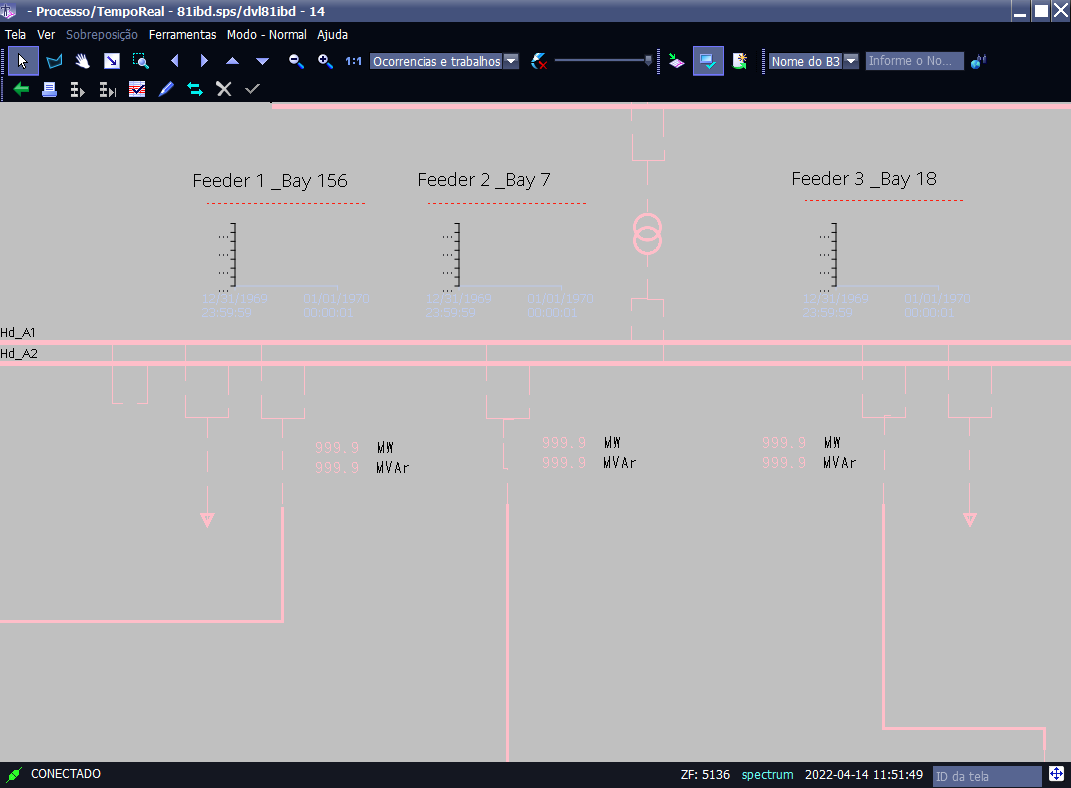 - Processo/TempoReal - 81ibd.sps/dvl81ibd - 14
Tela Ver Sobreposição Ferramentas Modo - Normal Ajuda
1:1 Ocorrencias e trabalhos Nome do B3 Informe o No...
Feeder 1 _Bay 156 Feeder 2 _Bay 7 Feeder 3 _Bay 18
... ... ...
... ... ...
... ... ...
... ... ...
12/31/1969 01/01/1970 12/31/1969 01/01/1970 12/31/1969 01/01/1970
23:59:59 00:00:01 23:59:59 00:00:01 23:59:59 00:00:01
Hd_A1
Hd_A2
999.9 MW 999.9 MW 999.9 MW
999.9 MVAr 999.9 MVAr 999.9 MVAr
CONECTADO ZF: 5136 spectrum 2022-04-14 11:51:49 ID da tela